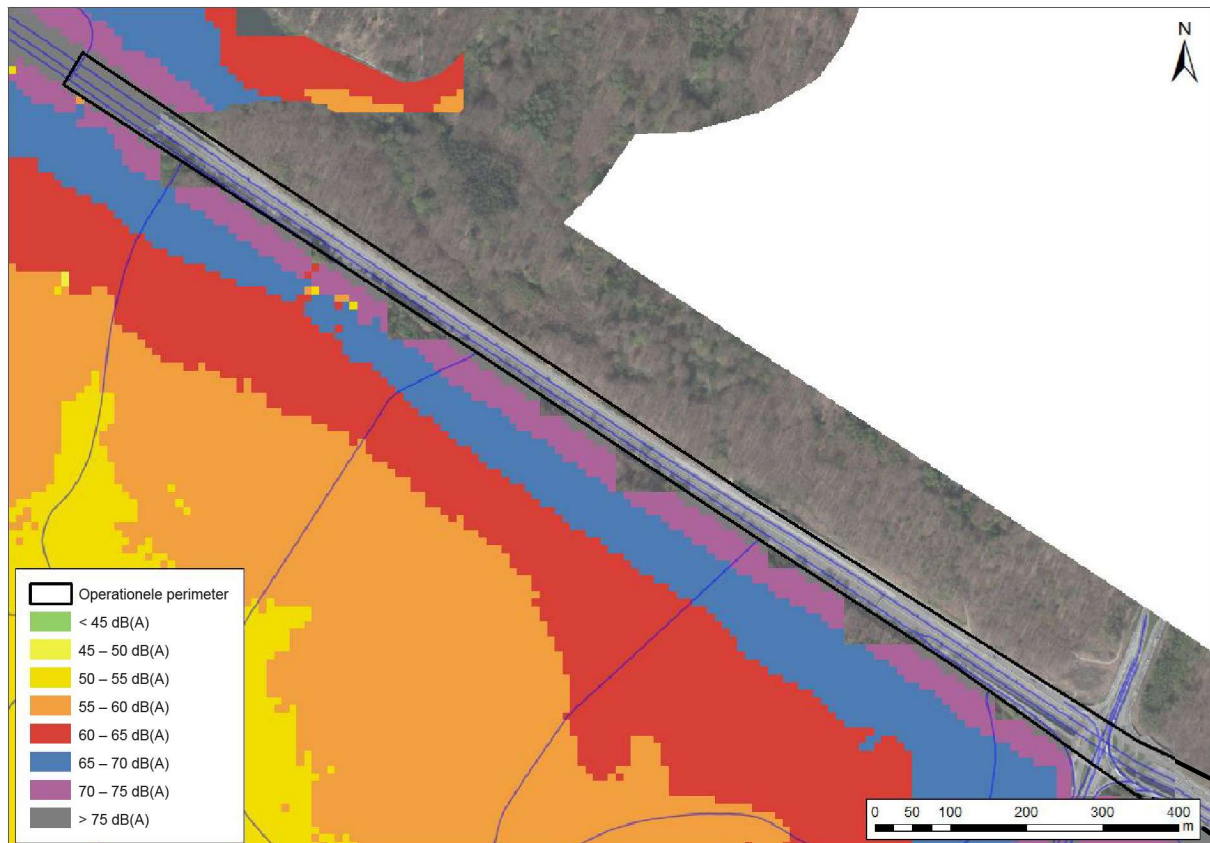 N
Operationele perimeter
< 45 dB(A)
45 – 50 dB(A)
50 – 55 dB(A)
55 – 60 dB(A)
60 – 65 dB(A)
65 – 70 dB(A)
70 – 75 dB(A)
> 75 dB(A)
0 50 100 200 300 400
m